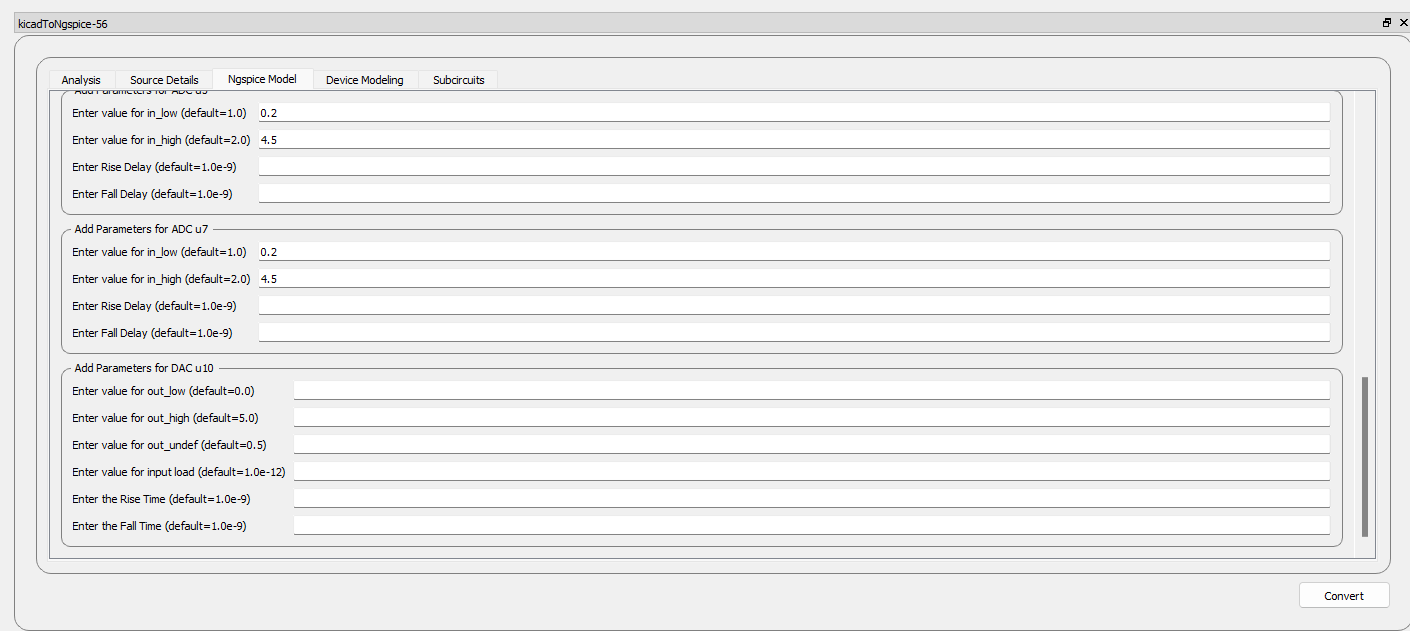 kicadToNgspice-56
Analysis Source Details Ngspice Model Device Modeling Subcircuits
Add Parameters for ADC
Enter value for in_low (default=1.0) 0.2
Enter value for in_high (default=2.0) 4.5
Enter Rise Delay (default=1.0e-9)
Enter Fall Delay (default=1.0e-9)
Add Parameters for ADC u7
Enter value for in_low (default=1.0) 0.2
Enter value for in_high (default=2.0) 4.5
Enter Rise Delay (default=1.0e-9)
Enter Fall Delay (default=1.0e-9)
Add Parameters for DAC u10
Enter value for out_low (default=0.0)
Enter value for out_high (default=5.0)
Enter value for out_undef (default=0.5)
Enter value for input load (default=1.0e-12)
Enter the Rise Time (default=1.0e-9)
Enter the Fall Time (default=1.0e-9)
Convert